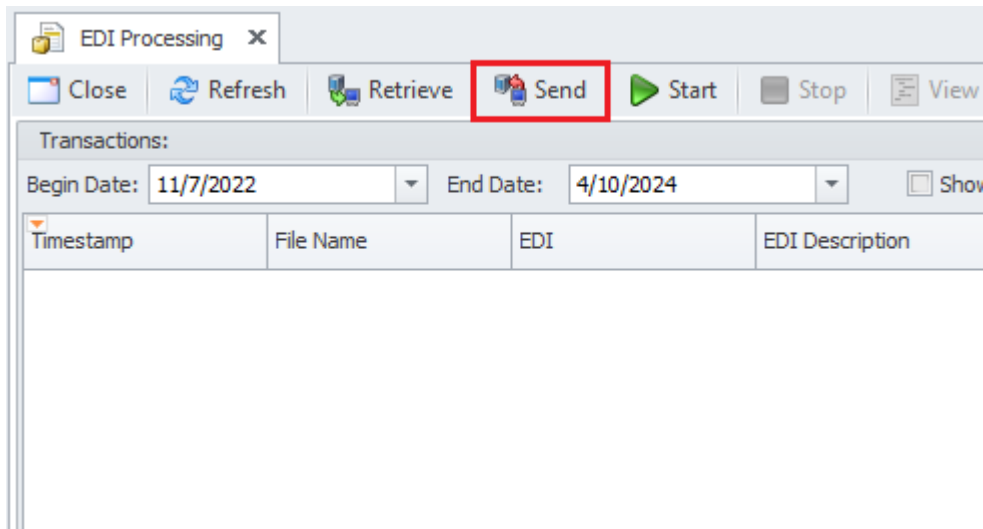 EDI Processing
Close Refresh Retrieve Send Start Stop View
Transactions:
Begin Date: 11/7/2022 End Date: 4/10/2024 Show
Timestamp File Name EDI EDI Description